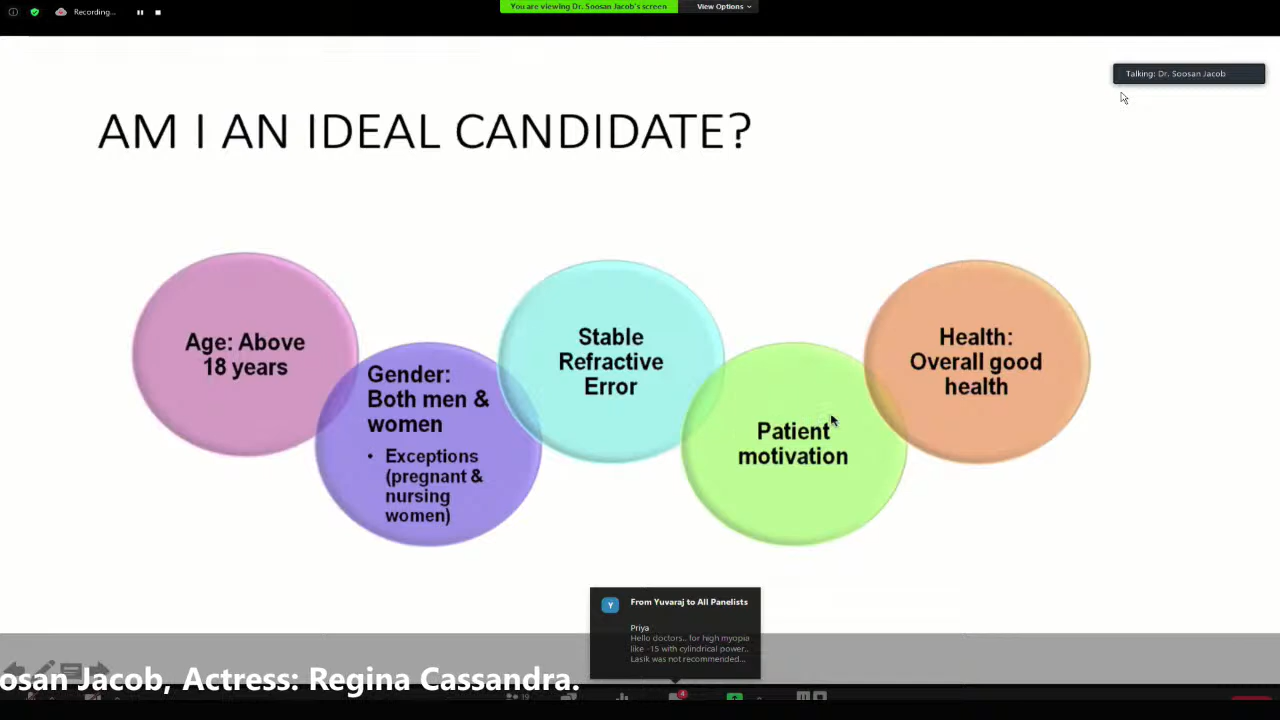 Recording...
You are viewing Dr. Soosan Jacob's screen
View Options
Talking: Dr. Soosan Jacob
AM I AN IDEAL CANDIDATE?
Age: Above
18 years
Gender:
Both men &
women
• Exceptions
(pregnant &
nursing
women)
Stable
Refractive
Error
Patient
motivation
Health:
Overall good
health
Y
From Yuvaraj to All Panelists
Priya
Hello doctors.. for high myopia
like -15 with cylindrical power..
Lasik was not recommended...
osan Jacob, Actress: Regina Cassandra.
4